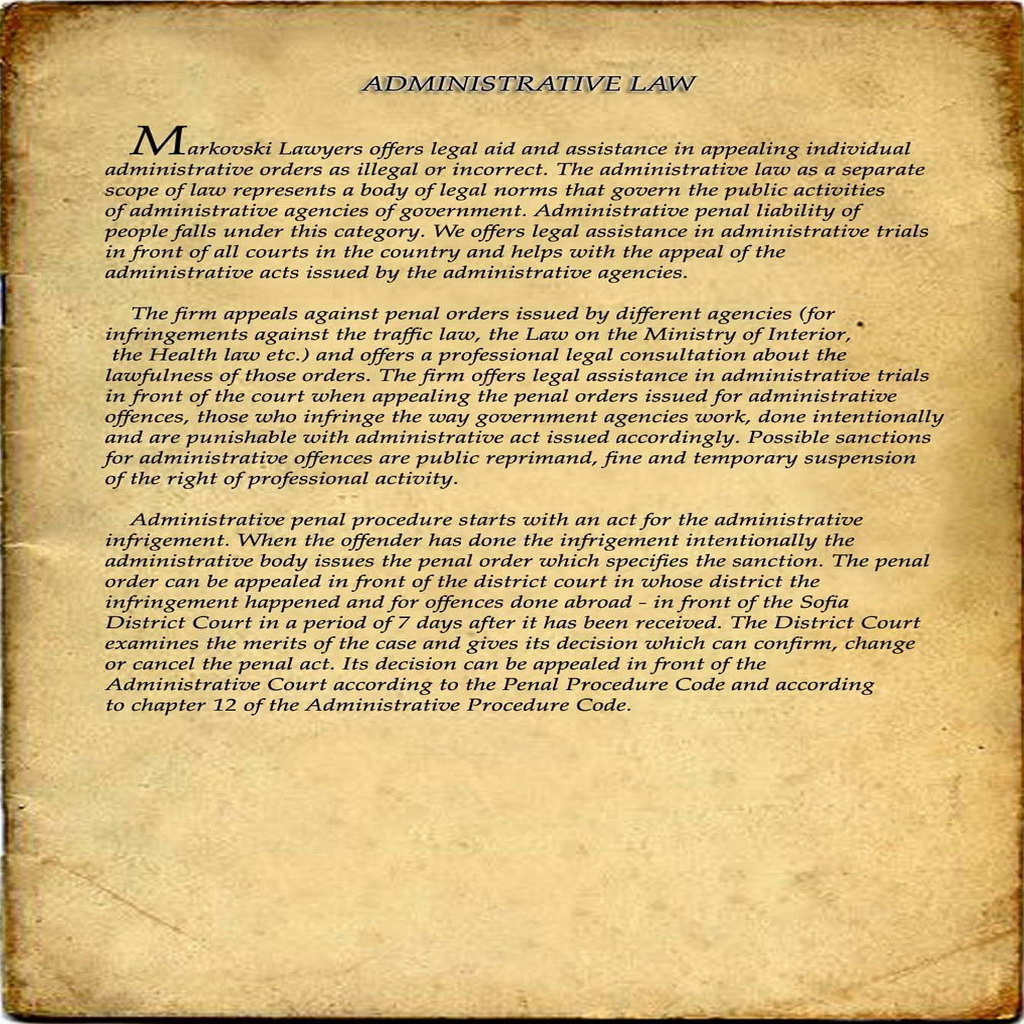 ADMINISTRATIVE LAW
Markovski Lawyers offers legal aid and assistance in appealing individual
administrative orders as illegal or incorrect. The administrative law as a separate
scope of law represents a body of legal norms that govern the public activities
of administrative agencies of government. Administrative penal liability of
people falls under this category. We offers legal assistance in administrative trials
in front of all courts in the country and helps with the appeal of the
administrative acts issued by the administrative agencies.
The firm appeals against penal orders issued by different agencies (for
infringements against the traffic law, the Law on the Ministry of Interior,
the Health law etc.) and offers a professional legal consultation about the
lawfulness of those orders. The firm offers legal assistance in administrative trials
in front of the court when appealing the penal orders issued for administrative
offences, those who infringe the way government agencies work, done intentionally
and are punishable with administrative act issued accordingly. Possible sanctions
for administrative offences are public reprimand, fine and temporary suspension
of the right of professional activity.
Administrative penal procedure starts with an act for the administrative
infrigement. When the offender has done the infrigement intentionally the
administrative body issues the penal order which specifies the sanction. The penal
order can be appealed in front of the district court in whose district the
infringement happened and for offences done abroad - in front of the Sofia
District Court in a period of 7 days after it has been received. The District Court
examines the merits of the case and gives its decision which can confirm, change
or cancel the penal act. Its decision can be appealed in front of the
Administrative Court according to the Penal Procedure Code and according
to chapter 12 of the Administrative Procedure Code.